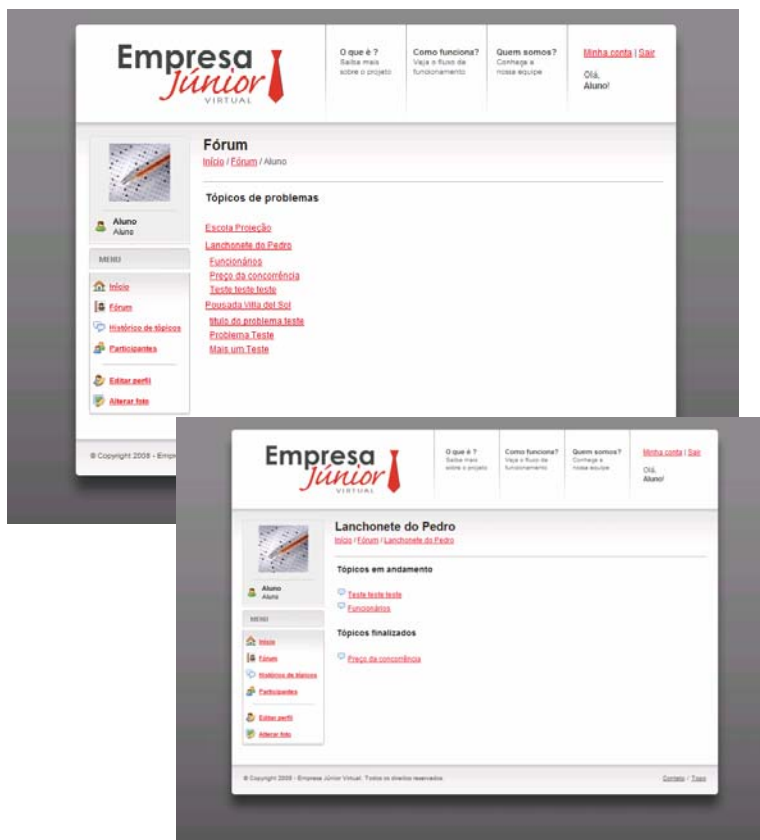 Empresa
Júnior
VIRTUAL
O que é ?
Saiba mais
sobre o projeto
Como funciona?
Veja o fluxo de
funcionamento
Quem somos?
Conheça a
nossa equipe
Minha conta | Sair
Olá,
Aluno!
Aluno
Aluno
MENU
Início
Fórum
Histórico de tópicos
Participantes
Editar perfil
Alterar foto
Fórum
Início / Fórum / Aluno
Tópicos de problemas
Escola Projeção
Lanchonete do Pedro
Funcionários
Preço da concorrência
Teste teste teste
Pousada Villa del Sol
titulo do problema teste
Problema Teste
Mais um Teste
© Copyright 2008 - Empr
Empresa
Júnior
VIRTUAL
O que é ?
Saiba mais
sobre o projeto
Como funciona?
Veja o fluxo de
funcionamento
Quem somos?
Conheça a
nossa equipe
Minha conta | Sair
Olá,
Aluno!
Aluno
Aluno
MENU
Início
Fórum
Histórico de tópicos
Participantes
Editar perfil
Alterar foto
Lanchonete do Pedro
Início / Fórum / Lanchonete do Pedro
Tópicos em andamento
Teste teste teste
Funcionários
Tópicos finalizados
Preço da concorrência
© Copyright 2008 - Empresa Júnior Virtual. Todos os direitos reservados.
Contato / Topo